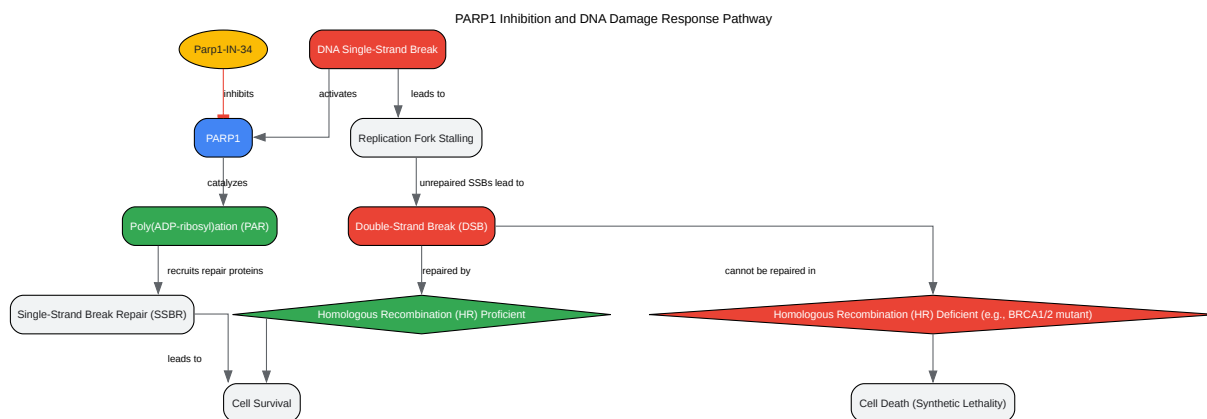 PARP1 Inhibition and DNA Damage Response Pathway
Parp1-IN-34
DNA Single-Strand Break
inhibits
activates
leads to
PARP1
Replication Fork Stalling
catalyzes
unrepaired SSBs lead to
Poly(ADP-ribosyl)ation (PAR)
Double-Strand Break (DSB)
recruits repair proteins
repaired by
cannot be repaired in
Single-Strand Break Repair (SSBR)
Homologous Recombination (HR) Proficient
Homologous Recombination (HR) Deficient (e.g., BRCA1/2 mutant)
leads to
Cell Survival
Cell Death (Synthetic Lethality)